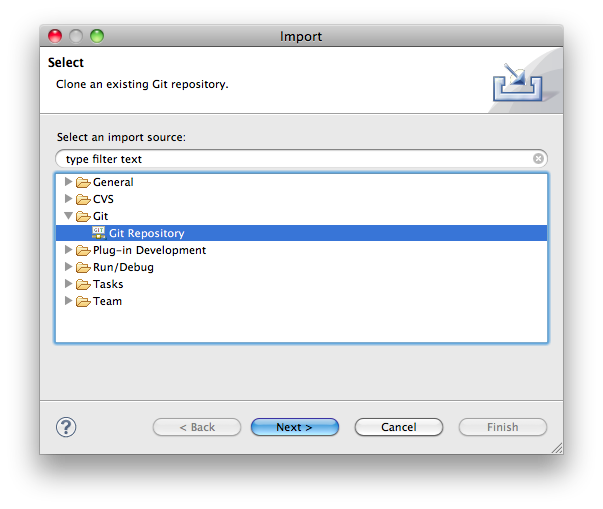 Import
Select
Clone an existing Git repository.
Select an import source:
type filter text
General
CVS
Git
GIT
Git Repository
Plug-in Development
Run/Debug
Tasks
Team
?
< Back
Next >
Cancel
Finish